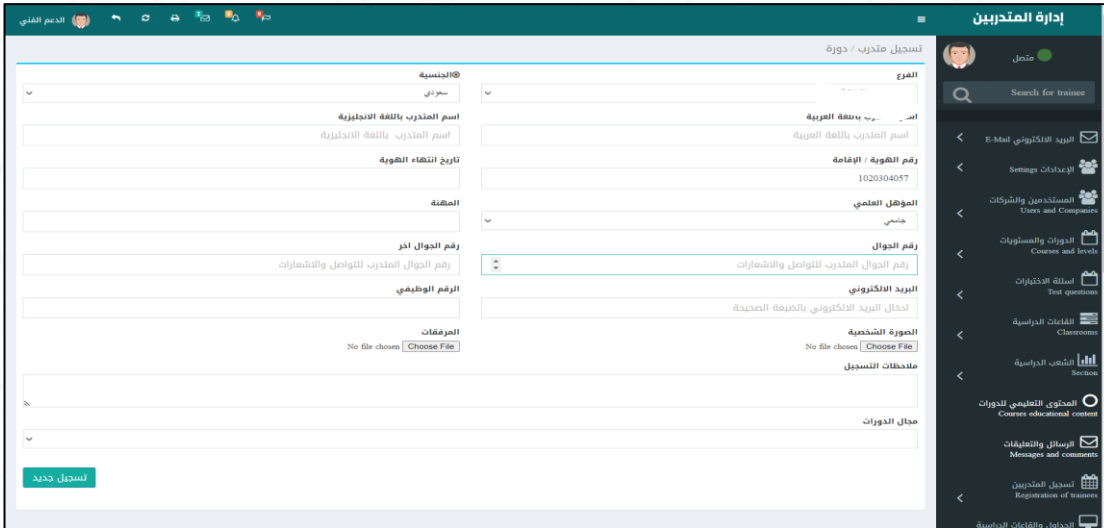 إدارة المتدربين
الدعم الفني
متصل
Search for trainee
البريد الالكتروني E-Mail
الإعدادات Settings
المستخدمين والشركات
Users and Companies
الدورات والمستويات
Courses and levels
اسئلة الاختبارات
Test questions
القاعات الدراسية
Classrooms
الشعب الدراسية
Section
المحتوى التعليمي للدورات
Courses educational content
الرسائل والتعليقات
Messages and comments
تسجيل المتدربين
Registration of trainees
الجداول والقاعات الدراسية
تسجيل متدرب / دورة
الفرع
الجنسية
سعودي
باللغة العربية
اسم المتدرب باللغة الانجليزية
اسم المتدرب باللغة العربية
اسم المتدرب باللغة الانجليزية
رقم الهوية / الإقامة
تاريخ انتهاء الهوية
1020304057
المؤهل العلمي
المهنة
جامعي
رقم الجوال
رقم الجوال اخر
رقم الجوال المتدرب للتواصل والاشعارات
رقم الجوال المتدرب للتواصل والاشعارات
البريد الالكتروني
الرقم الوظيفي
ادخال البريد الالكتروني بالضيغة الصحيحة
الصورة الشخصية
المرفقات
Choose File No file chosen
Choose File No file chosen
ملاحظات التسجيل
مجال الدورات
تسجيل جديد